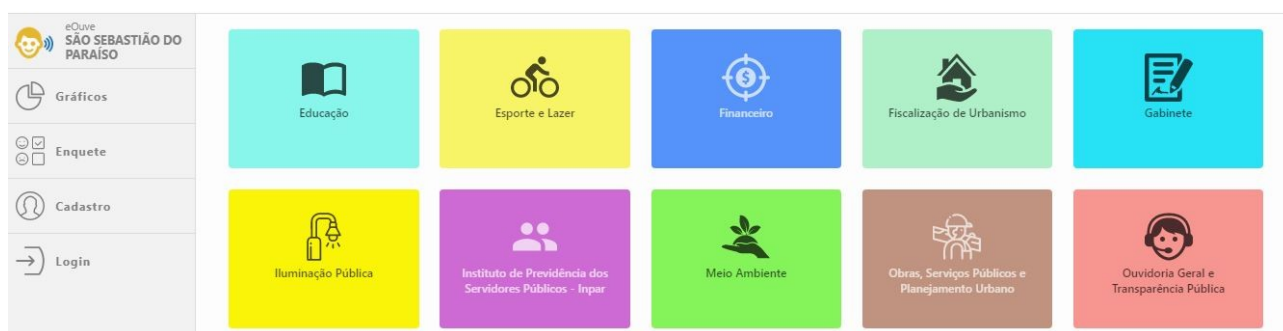 eOuve
SÃO SEBASTIÃO DO
PARAÍSO
Gráficos
Enquete
Cadastro
Login
Educação
Esporte e Lazer
Financeiro
Fiscalização de Urbanismo
Gabinete
Iluminação Pública
Instituto de Previdência dos
Servidores Públicos - Inpar
Meio Ambiente
Obras, Serviços Públicos e
Planejamento Urbano
Ouvidoria Geral e
Transparência Pública